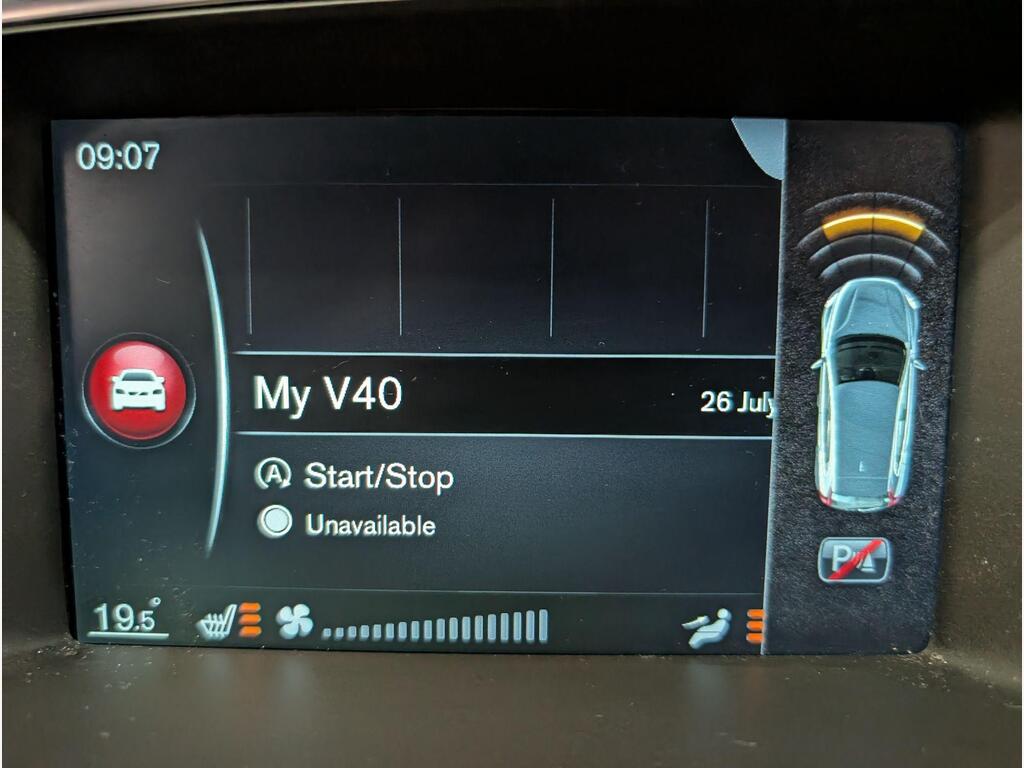 09:07
My V40
26 July
A Start/Stop
Unavailable
19.5°
P